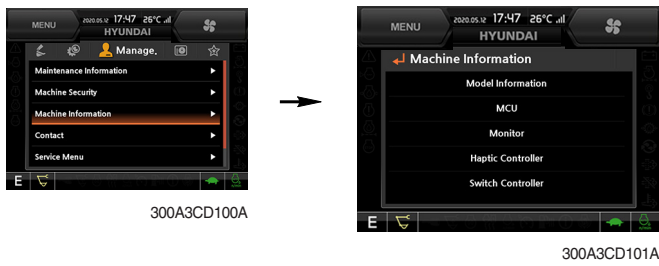 MENU
2020.05.12 17:47 26°C
HYUNDAI
Manage.
Maintenance Information
Machine Security
Machine Information
Contact
Service Menu
E
300A3CD100A
MENU
2020.05.12 17:47 26°C
HYUNDAI
Machine Information
Model Information
MCU
Monitor
Haptic Controller
Switch Controller
E
300A3CD101A